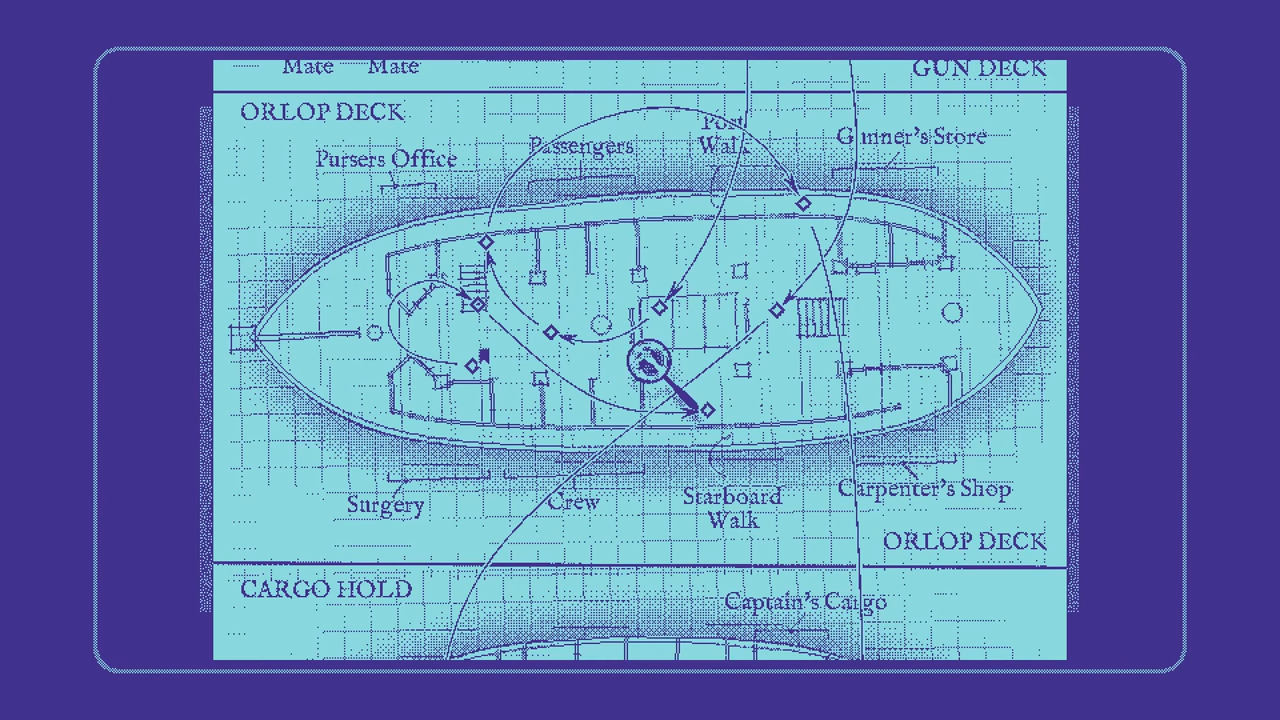 Mate Mate
GUN DECK
ORLOP DECK
Post
Walk
Gunner's Store
Passengers
Pursers Office
Surgery
Crew
Starboard
Walk
Carpenter's Shop
ORLOP DECK
CARGO HOLD
Captain's Cargo